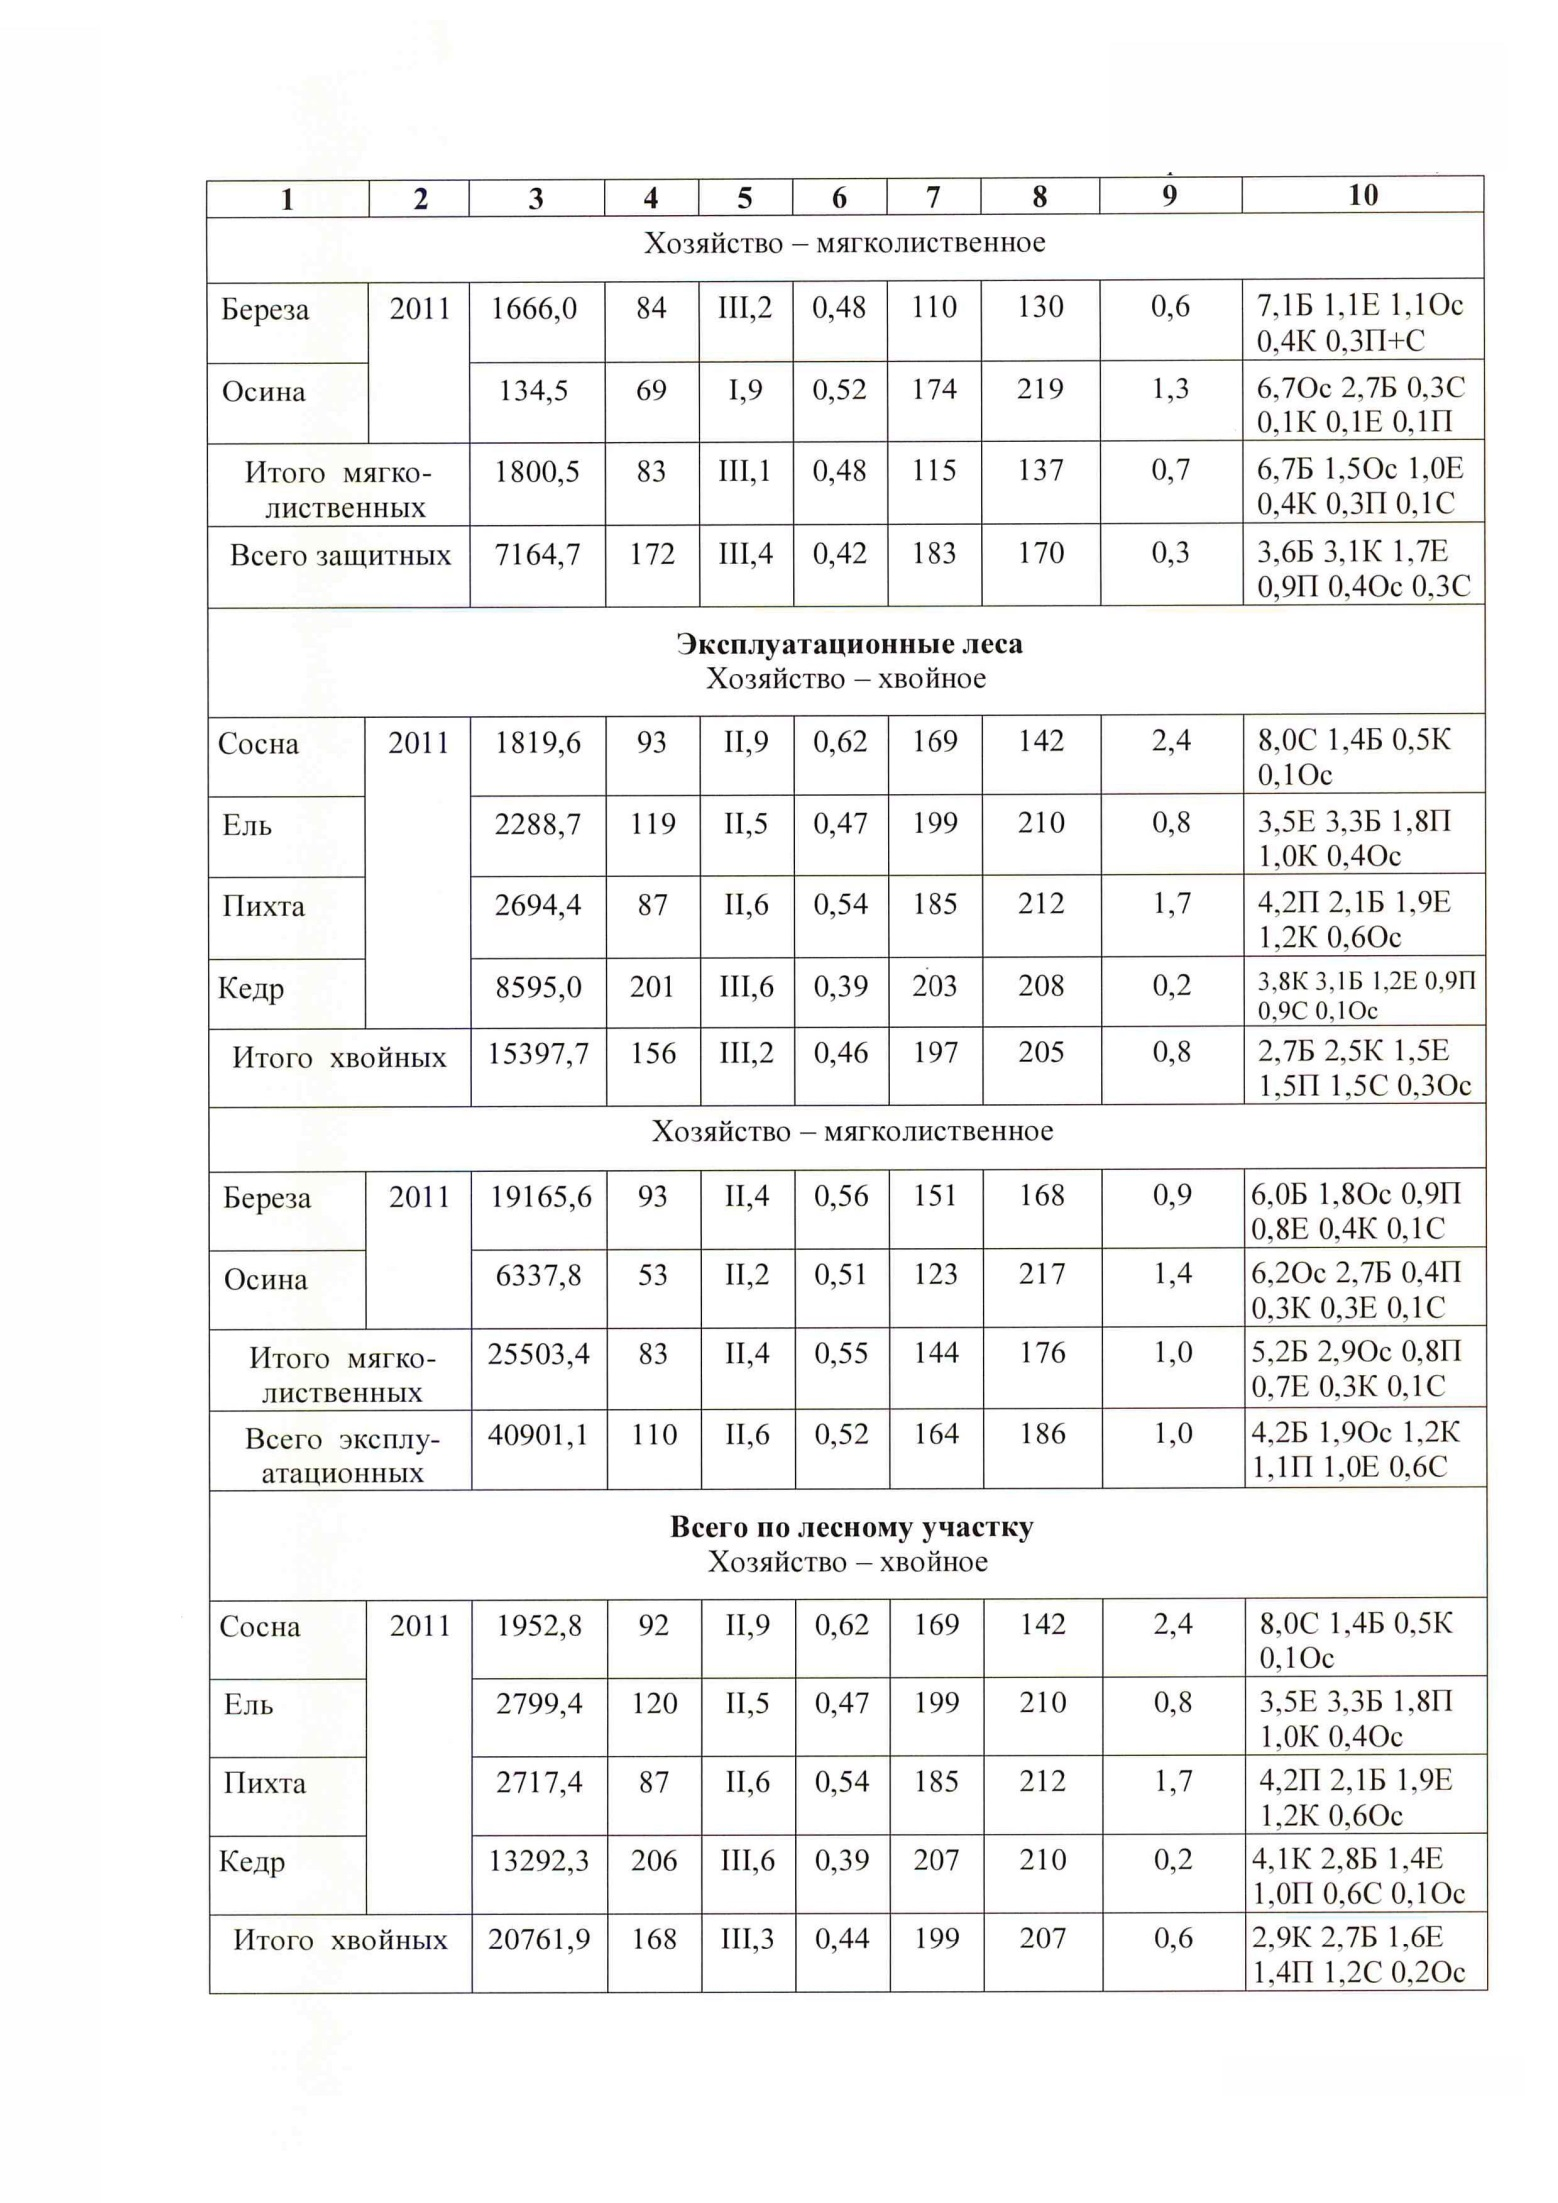 1 2 3 4 5 6 7 8 9 10
Хозяйство – мягколиственное
Береза 2011 1666,0 84 III,2 0,48 110 130 0,6 7,1Б 1,1Е 1,1Ос
0,4К 0,3П+С
Осина 134,5 69 I,9 0,52 174 219 1,3 6,7Ос 2,7Б 0,3С
0,1К 0,1Е 0,1П
Итого мягко- 1800,5 83 III,1 0,48 115 137 0,7 6,7Б 1,5Ос 1,0Е
лиственных 0,4К 0,3П 0,1С
Всего защитных 7164,7 172 III,4 0,42 183 170 0,3 3,6Б 3,1К 1,7Е
0,9П 0,4Ос 0,3С
Эксплуатационные леса
Хозяйство – хвойное
Сосна 2011 1819,6 93 II,9 0,62 169 142 2,4 8,0С 1,4Б 0,5К
0,1Ос
Ель 2288,7 119 II,5 0,47 199 210 0,8 3,5Е 3,3Б 1,8П
1,0К 0,4Ос
Пихта 2694,4 87 II,6 0,54 185 212 1,7 4,2П 2,1Б 1,9Е
1,2К 0,6Ос
Кедр 8595,0 201 III,6 0,39 203 208 0,2 3,8К 3,1Б 1,2Е 0,9П
0,9С 0,1Ос
Итого хвойных 15397,7 156 III,2 0,46 197 205 0,8 2,7Б 2,5К 1,5Е
1,5П 1,5С 0,3Ос
Хозяйство – мягколиственное
Береза 2011 19165,6 93 II,4 0,56 151 168 0,9 6,0Б 1,8Ос 0,9П
0,8Е 0,4К 0,1С
Осина 6337,8 53 II,2 0,51 123 217 1,4 6,2Ос 2,7Б 0,4П
0,3К 0,3Е 0,1С
Итого мягко- 25503,4 83 II,4 0,55 144 176 1,0 5,2Б 2,9Ос 0,8П
лиственных 0,7Е 0,3К 0,1С
Всего эксплу- 40901,1 110 II,6 0,52 164 186 1,0 4,2Б 1,9Ос 1,2К
атационных 1,1П 1,0Е 0,6С
Всего по лесному участку
Хозяйство – хвойное
Сосна 2011 1952,8 92 II,9 0,62 169 142 2,4 8,0С 1,4Б 0,5К
0,1Ос
Ель 2799,4 120 II,5 0,47 199 210 0,8 3,5Е 3,3Б 1,8П
1,0К 0,4Ос
Пихта 2717,4 87 II,6 0,54 185 212 1,7 4,2П 2,1Б 1,9Е
1,2К 0,6Ос
Кедр 13292,3 206 III,6 0,39 207 210 0,2 4,1К 2,8Б 1,4Е
1,0П 0,6С 0,1Ос
Итого хвойных 20761,9 168 III,3 0,44 199 207 0,6 2,9К 2,7Б 1,6Е
1,4П 1,2С 0,2Ос